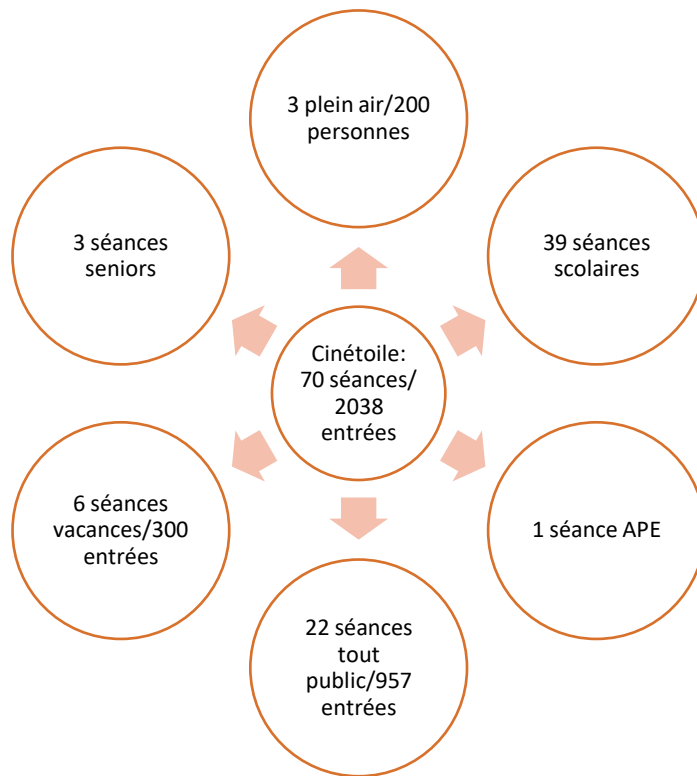 3 plein air/200
personnes
3 séances
seniors
39 séances
scolaires
Cinétoile:
70 séances/
2038
entrées
6 séances
vacances/300
entrées
1 séance APE
22 séances
tout
public/957
entrées